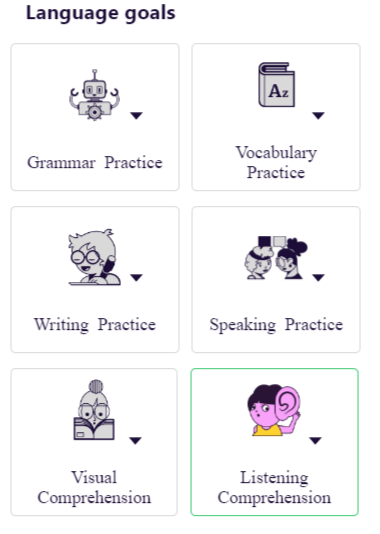 Language goals
Az
Grammar Practice
Vocabulary
Practice
Writing Practice
Speaking Practice
Visual
Comprehension
Listening
Comprehension